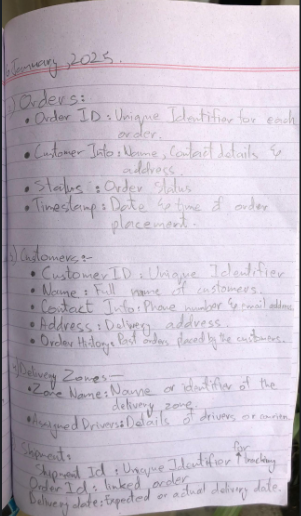 January, 2025.
1) Orders:
• Order ID : Unique Identifier for each
order.
• Customer Info : Name, Contact details &
address.
• Status : Order Status
• Timestamp : Date & time of order
placement.
2) Customers :-
• Customer ID : Unique Identifier
• Name : Full name of customers.
• Contact Info : Phone number & email address
• Address : Delivery address.
• Order History : Past orders placed by the customers.
3) Delivery Zones :-
• Zone Name : Name or identifier of the
delivery zone.
• Assigned Drivers : Details of drivers or
Shipments
Shipment Id : Unique Identifier for tracking
Order Id : linked order
Delivery date : Expected or actual delivery date.